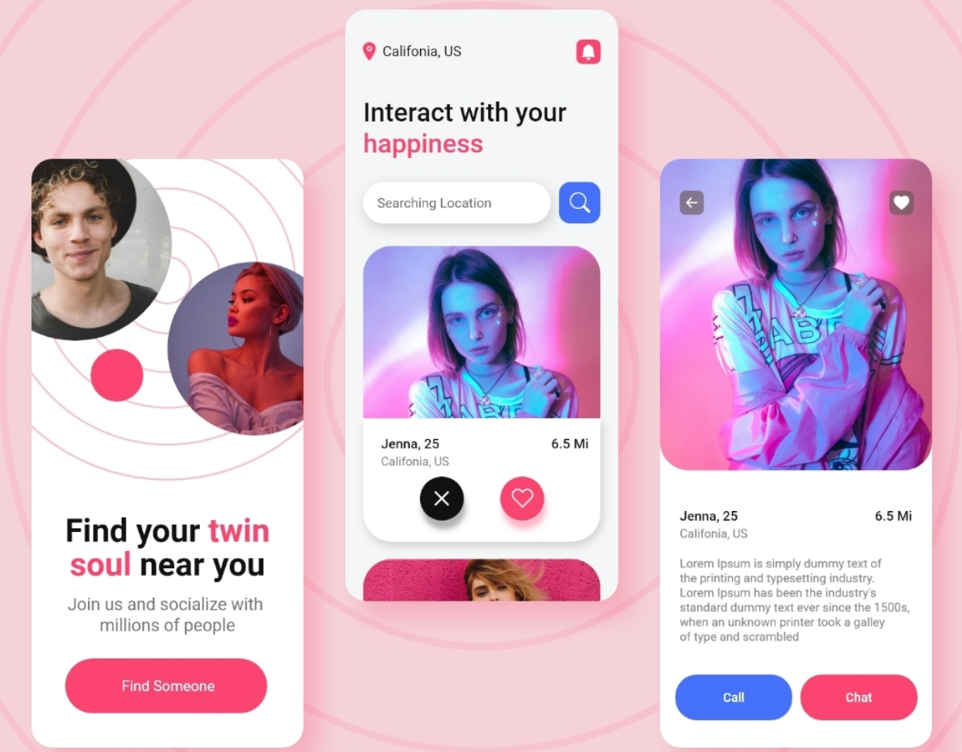 Find your twin
soul near you
Join us and socialize with
millions of people
Find Someone
Califonia, US
Interact with your
happiness
Searching Location
Jenna, 25 6.5 Mi
Califonia, US
Jenna, 25 6.5 Mi
Califonia, US
Lorem Ipsum is simply dummy text of
the printing and typesetting industry.
Lorem Ipsum has been the industry's
standard dummy text ever since the 1500s,
when an unknown printer took a galley
of type and scrambled
Call Chat